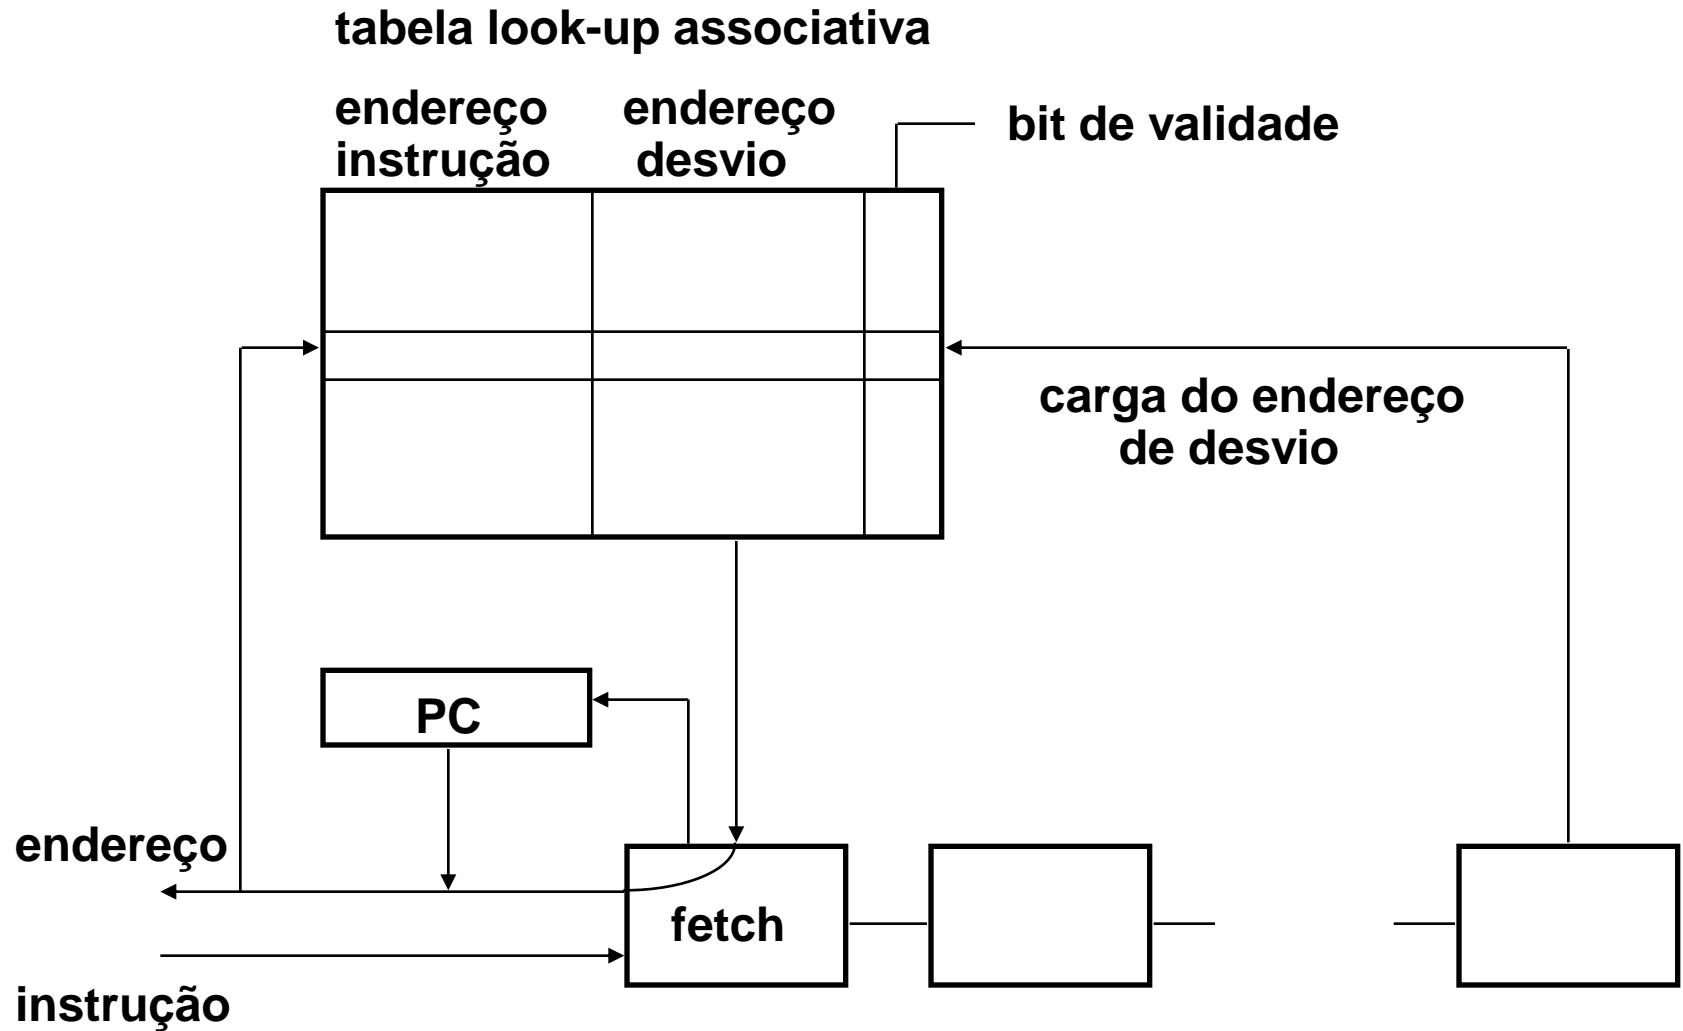 tabela look-up associativa
endereço
instrução
endereço
desvio
bit de validade
carga do endereço
de desvio
PC
endereço
fetch
instrução